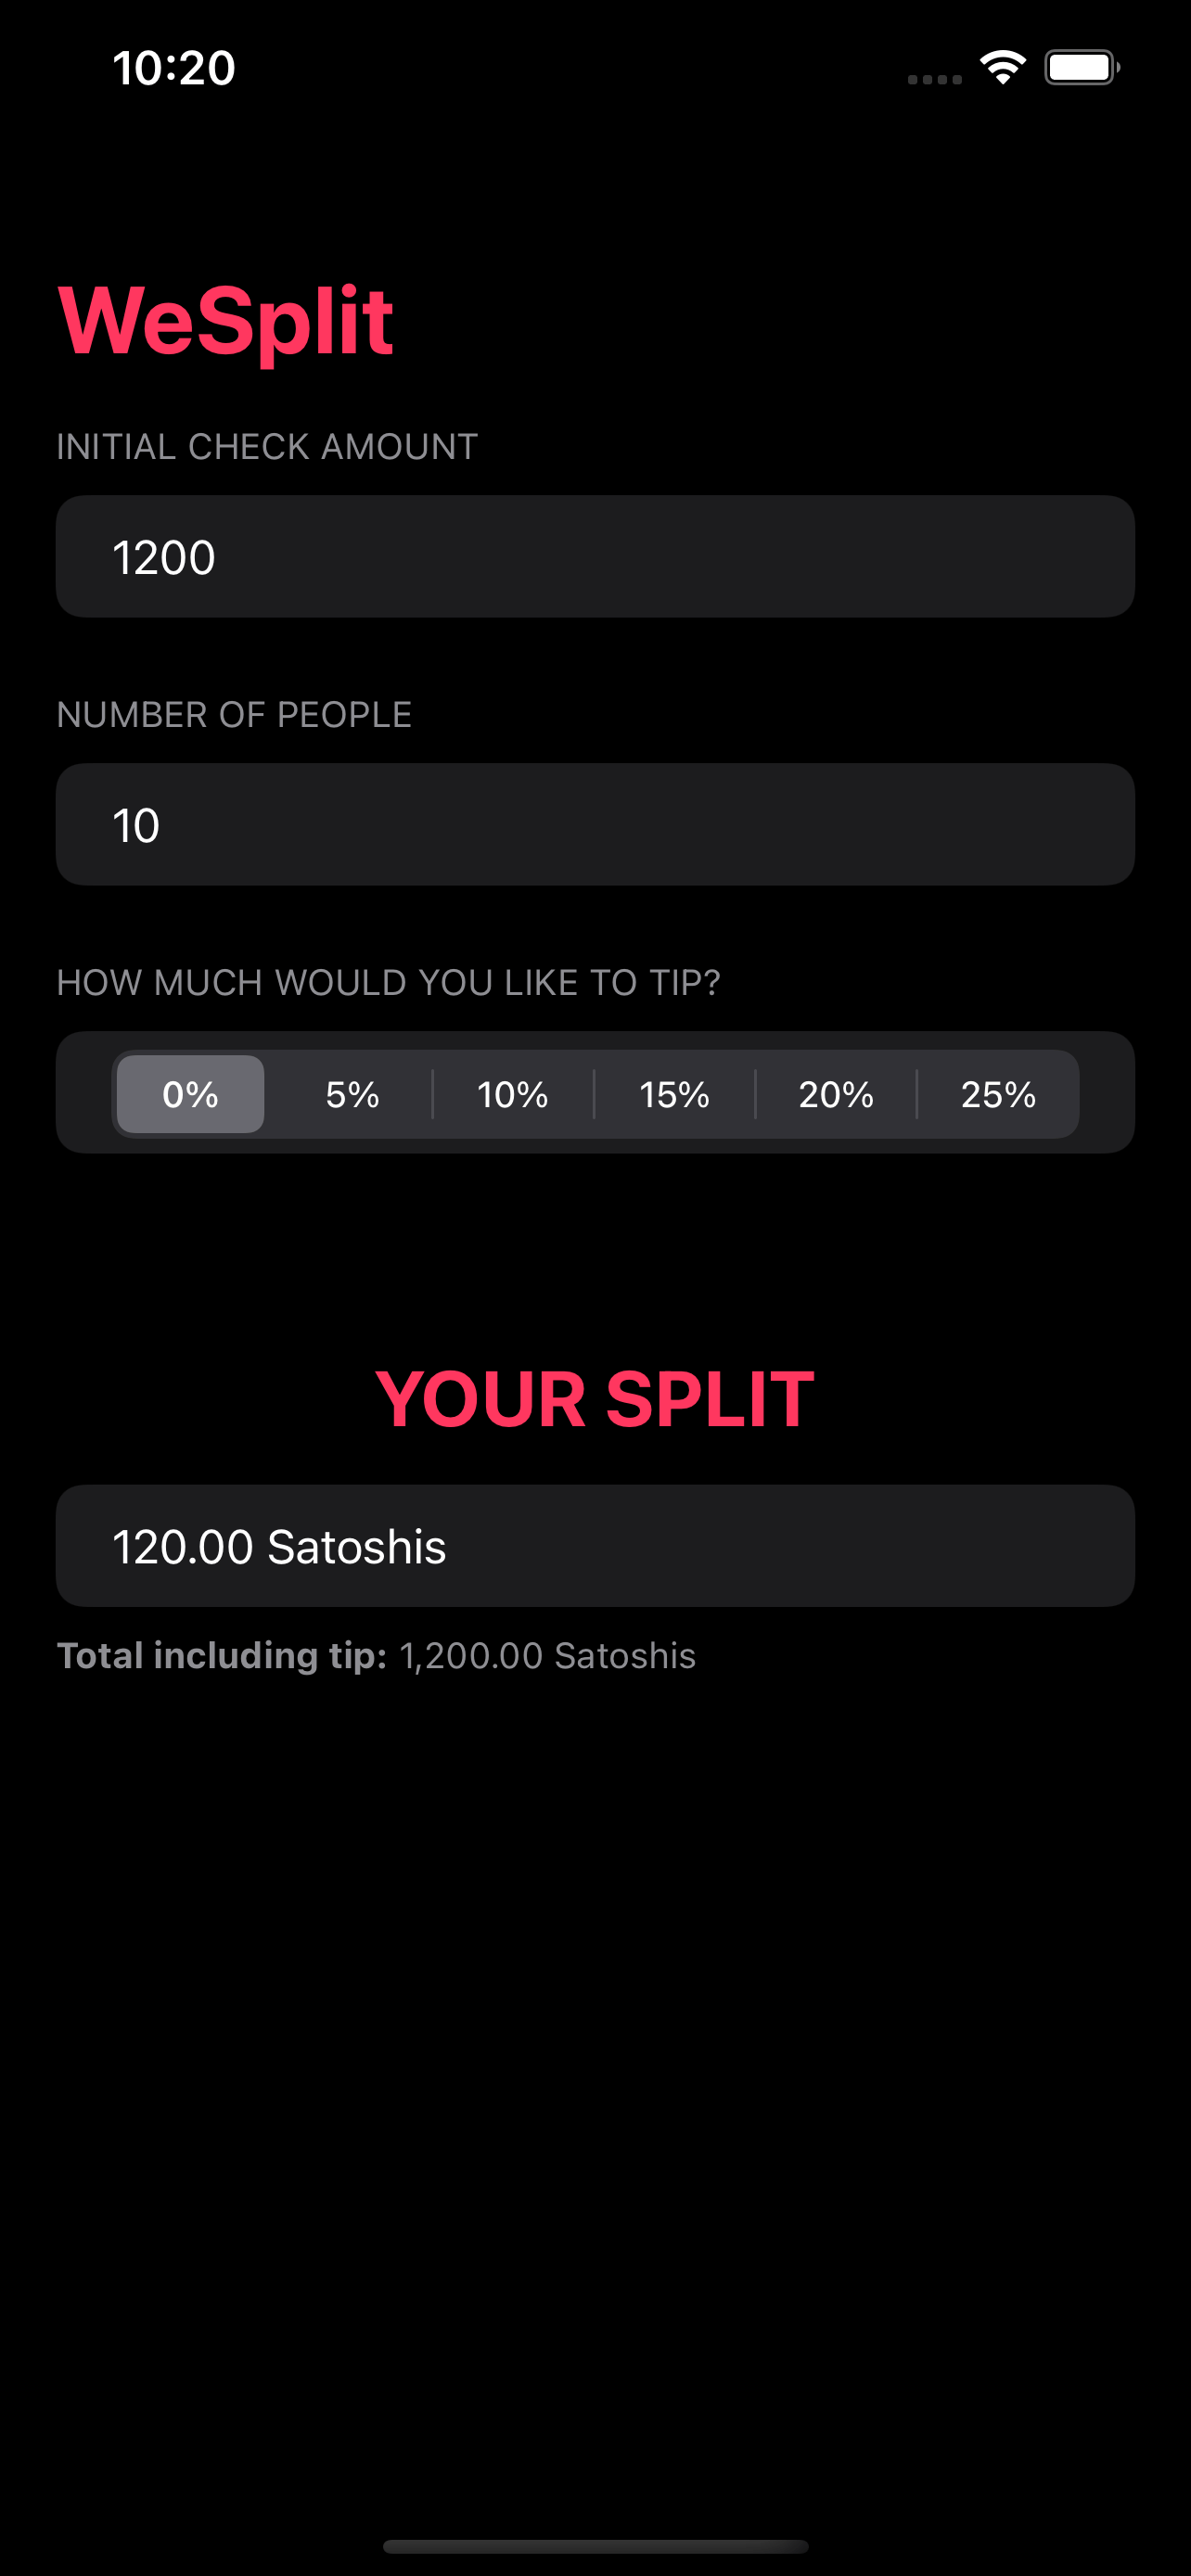 10:20
WeSplit
INITIAL CHECK AMOUNT
1200
NUMBER OF PEOPLE
10
HOW MUCH WOULD YOU LIKE TO TIP?
0% 5% 10% 15% 20% 25%
YOUR SPLIT
120.00 Satoshis
Total including tip: 1,200.00 Satoshis